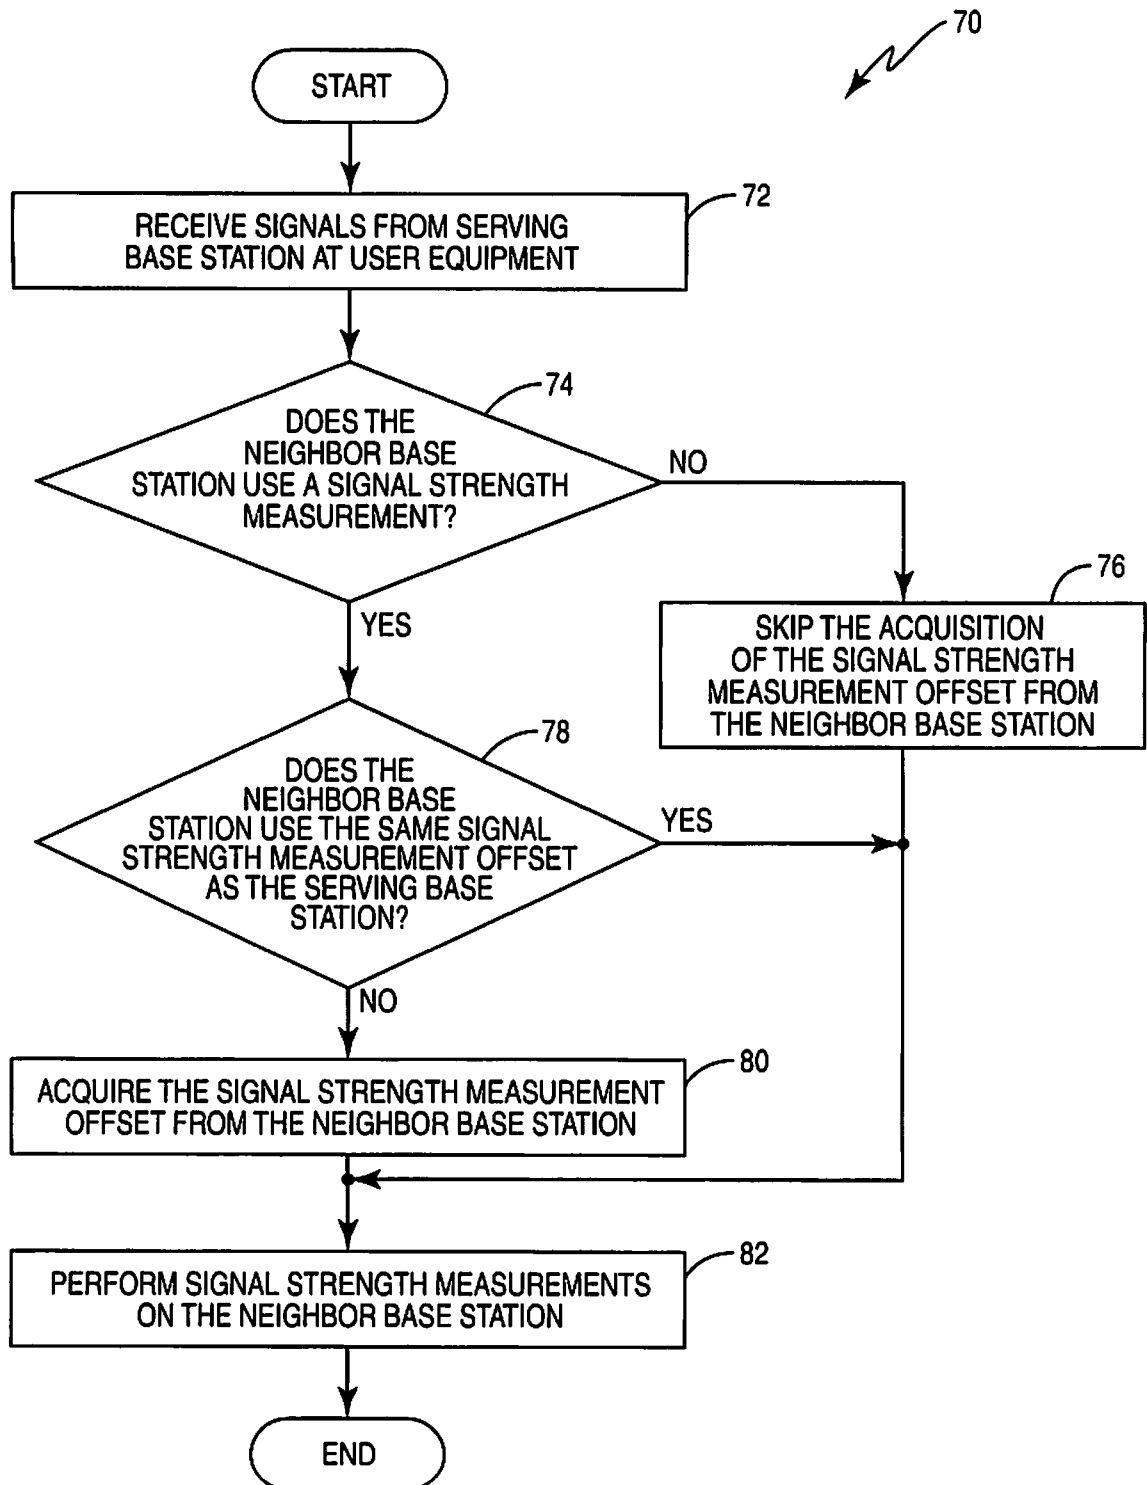 70
START
72
RECEIVE SIGNALS FROM SERVING
BASE STATION AT USER EQUIPMENT
74
DOES THE
NEIGHBOR BASE
STATION USE A SIGNAL STRENGTH
MEASUREMENT?
NO
YES
76
SKIP THE ACQUISITION
OF THE SIGNAL STRENGTH
MEASUREMENT OFFSET FROM
THE NEIGHBOR BASE STATION
78
DOES THE
NEIGHBOR BASE
STATION USE THE SAME SIGNAL
STRENGTH MEASUREMENT OFFSET
AS THE SERVING BASE
STATION?
YES
NO
80
ACQUIRE THE SIGNAL STRENGTH MEASUREMENT
OFFSET FROM THE NEIGHBOR BASE STATION
82
PERFORM SIGNAL STRENGTH MEASUREMENTS
ON THE NEIGHBOR BASE STATION
END